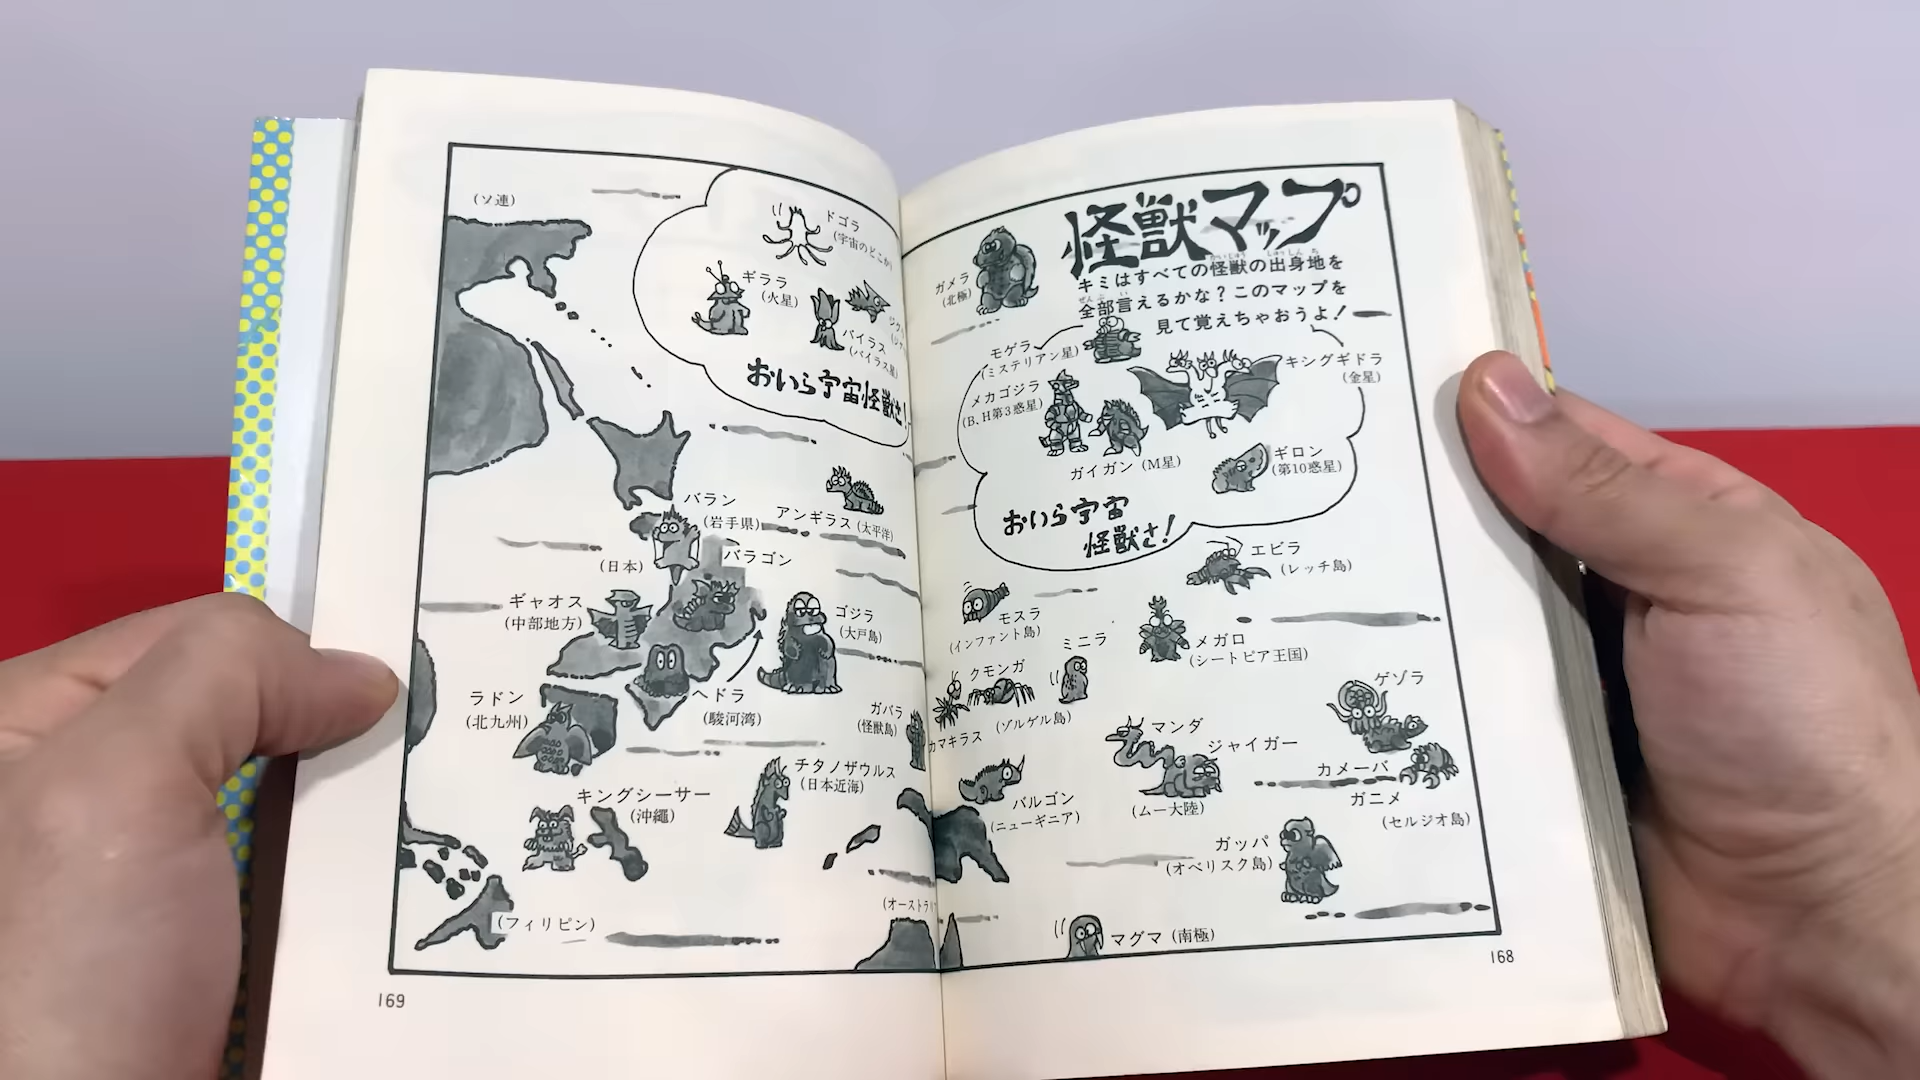 怪獣マップ
キミはすべての怪獣の出身地を
全部言えるかな？このマップを
見て覚えちゃおうよ！
ガメラ
(北極)
モゲラ
(ミステリアン星)
キングギドラ
(金星)
メカゴジラ
(B、H第3惑星)
ガイガン(M星)
ギロン
(第10惑星)
おいら宇宙
怪獣さ！
エビラ
(レッチ島)
モスラ
(インファント島)
ミニラ
メガロ
(シートピア王国)
クモンガ
(ゾルゲル島)
カマキラス
ゲゾラ
マンダ
ジャイガー
(ムー大陸)
カメーバ
ガニメ
(セルジオ島)
バルゴン
(ニューギニア)
ガッパ
(オベリスク島)
マグマ(南極)
168
(ソ連)
ドゴラ
(宇宙のどこか)
ギララ
(火星)
バイラス
(バイラス星)
おいら宇宙怪獣さ！
バラン
(岩手県)
アンギラス(太平洋)
(日本)
バラゴン
ギャオス
(中部地方)
ゴジラ
(大戸島)
ラドン
(北九州)
ヘドラ
(駿河湾)
ガバラ
(怪獣島)
チタノザウルス
(日本近海)
キングシーサー
(沖縄)
(フィリピン)
169